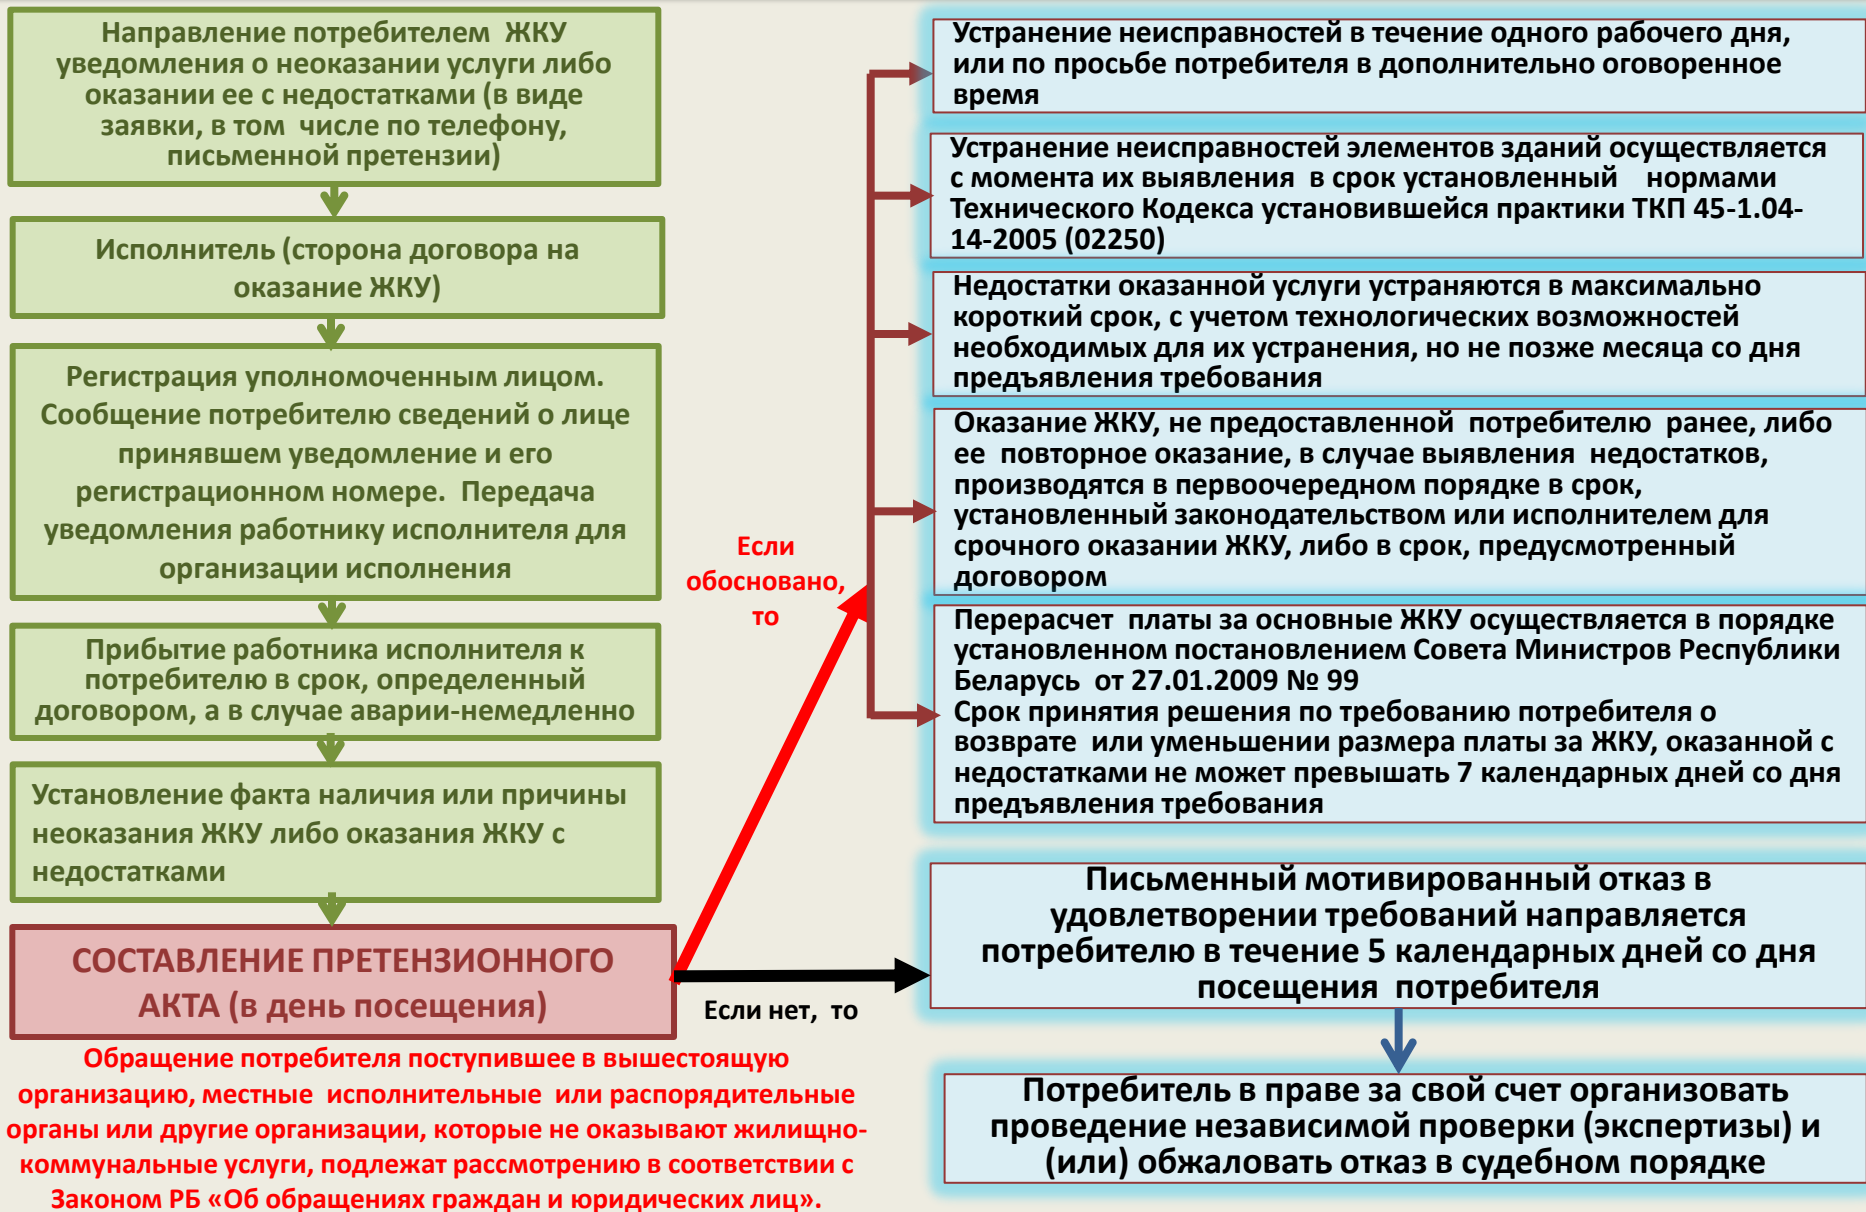 Направление потребителем ЖКУ
уведомления о неоказании услуги либо
оказании ее с недостатками (в виде
заявки, в том числе по телефону,
письменной претензии)
Исполнитель (сторона договора на
оказание ЖКУ)
Регистрация уполномоченным лицом.
Сообщение потребителю сведений о лице
принявшем уведомление и его
регистрационном номере. Передача
уведомления работнику исполнителя для
организации исполнения
Прибытие работника исполнителя к
потребителю в срок, определенный
договором, а в случае аварии-немедленно
Установление факта наличия или причины
неоказания ЖКУ либо оказания ЖКУ с
недостатками
СОСТАВЛЕНИЕ ПРЕТЕНЗИОННОГО
АКТА (в день посещения)
Обращение потребителя поступившее в вышестоящую
организацию, местные исполнительные или распорядительные
органы или другие организации, которые не оказывают жилищно-
коммунальные услуги, подлежат рассмотрению в соответствии с
Законом РБ «Об обращениях граждан и юридических лиц».
Если
обосновано,
то
Если нет, то
Устранение неисправностей в течение одного рабочего дня,
или по просьбе потребителя в дополнительно оговоренное
время
Устранение неисправностей элементов зданий осуществляется
с момента их выявления в срок установленный нормами
Технического Кодекса установившейся практики ТКП 45-1.04-
14-2005 (02250)
Недостатки оказанной услуги устраняются в максимально
короткий срок, с учетом технологических возможностей
необходимых для их устранения, но не позже месяца со дня
предъявления требования
Оказание ЖКУ, не предоставленной потребителю ранее, либо
ее повторное оказание, в случае выявления недостатков,
производятся в первоочередном порядке в срок,
установленный законодательством или исполнителем для
срочного оказании ЖКУ, либо в срок, предусмотренный
договором
Перерасчет платы за основные ЖКУ осуществляется в порядке
установленном постановлением Совета Министров Республики
Беларусь от 27.01.2009 № 99
Срок принятия решения по требованию потребителя о
возврате или уменьшении размера платы за ЖКУ, оказанной с
недостатками не может превышать 7 календарных дней со дня
предъявления требования
Письменный мотивированный отказ в
удовлетворении требований направляется
потребителю в течение 5 календарных дней со дня
посещения потребителя
Потребитель в праве за свой счет организовать
проведение независимой проверки (экспертизы) и
(или) обжаловать отказ в судебном порядке